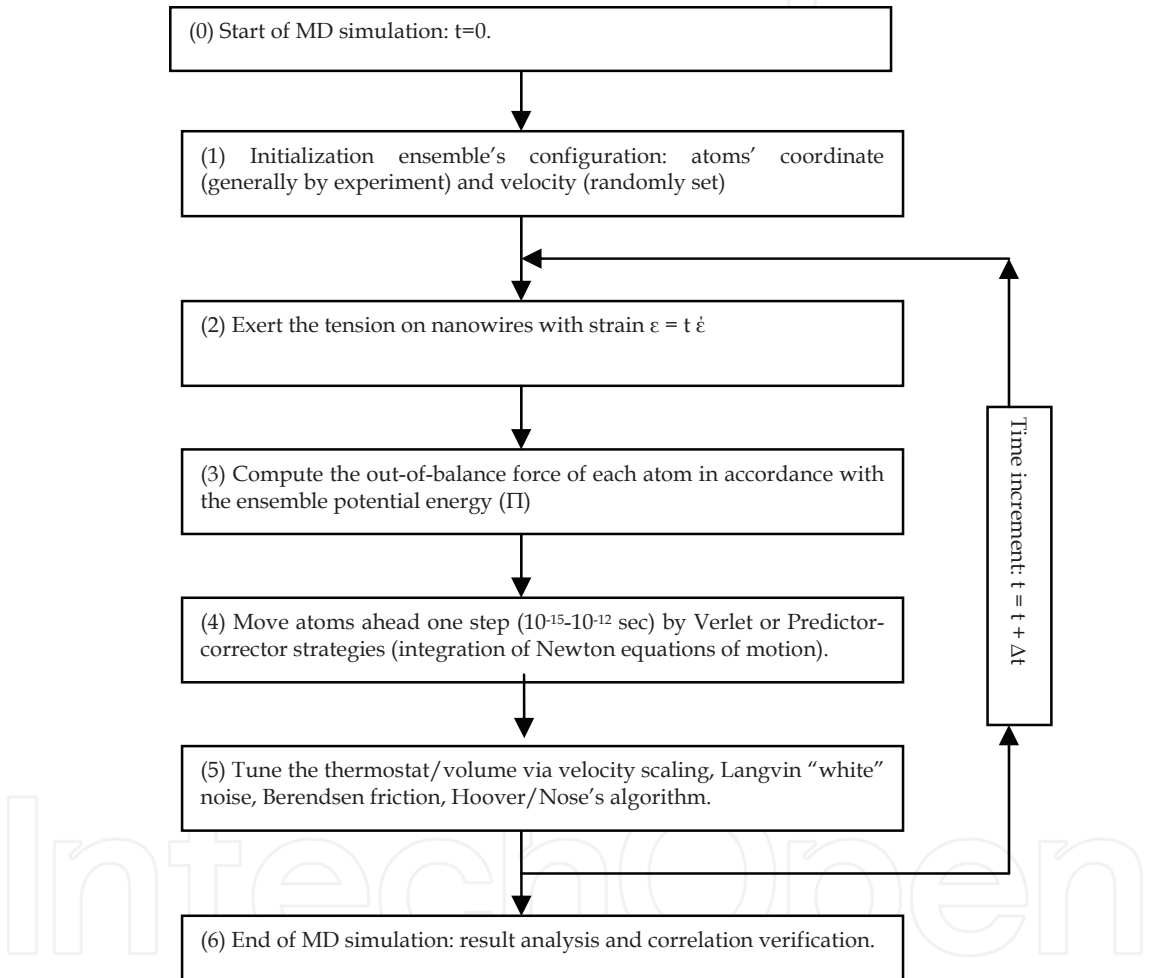 (0) Start of MD simulation: t=0.
(1) Initialization ensemble's configuration: atoms' coordinate
(generally by experiment) and velocity (randomly set)
(2) Exert the tension on nanowires with strain ε = t ε̇
(3) Compute the out-of-balance force of each atom in accordance with
the ensemble potential energy (Π)
(4) Move atoms ahead one step (10⁻¹⁵-10⁻¹² sec) by Verlet or Predictor-
corrector strategies (integration of Newton equations of motion).
(5) Tune the thermostat/volume via velocity scaling, Langvin "white"
noise, Berendsen friction, Hoover/Nose's algorithm.
(6) End of MD simulation: result analysis and correlation verification.
Time increment: t = t + Δt
IntechOpen